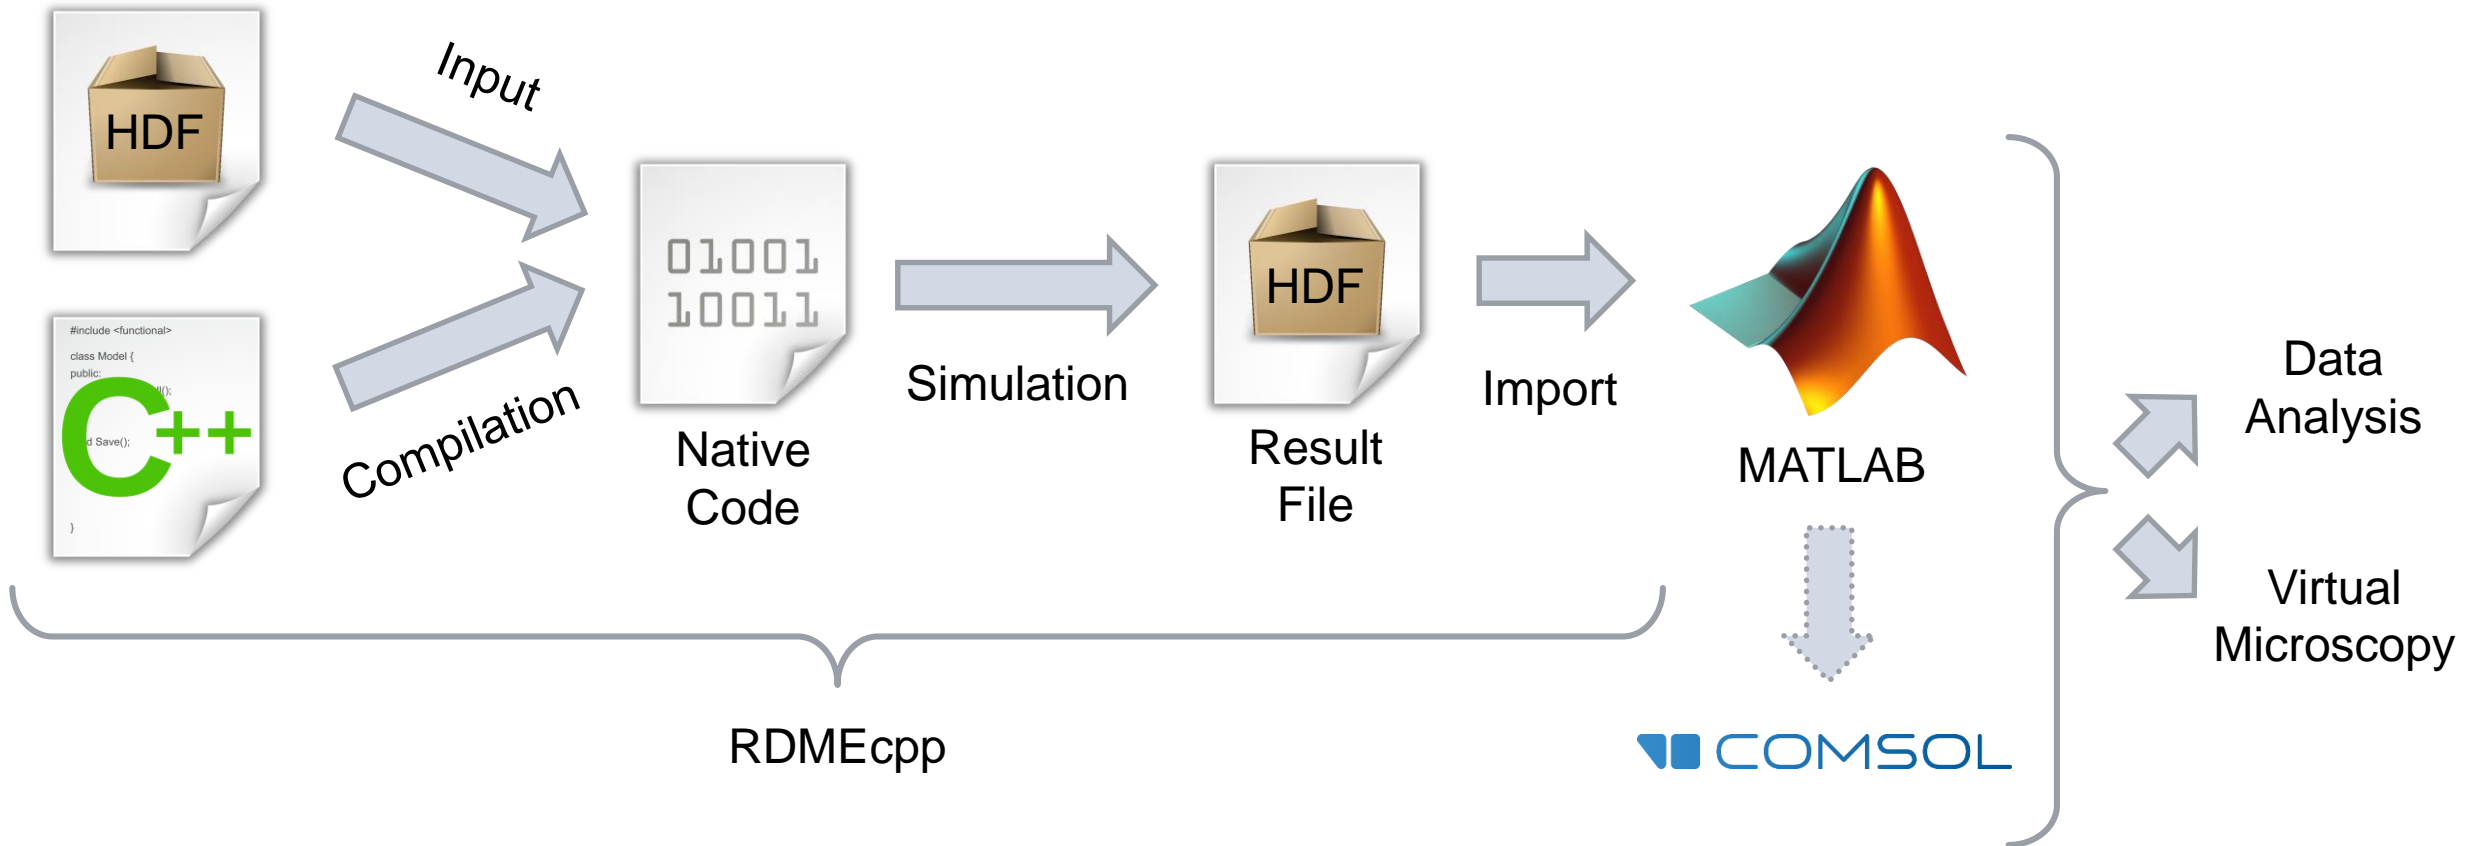 HDF
Input
#include <functional>
class Model {
public:
ll();
d Save();
}
C++
Compilation
01001
10011
Native
Code
Simulation
HDF
Result
File
Import
MATLAB
COMSOL
RDMEcpp
Data
Analysis
Virtual
Microscopy